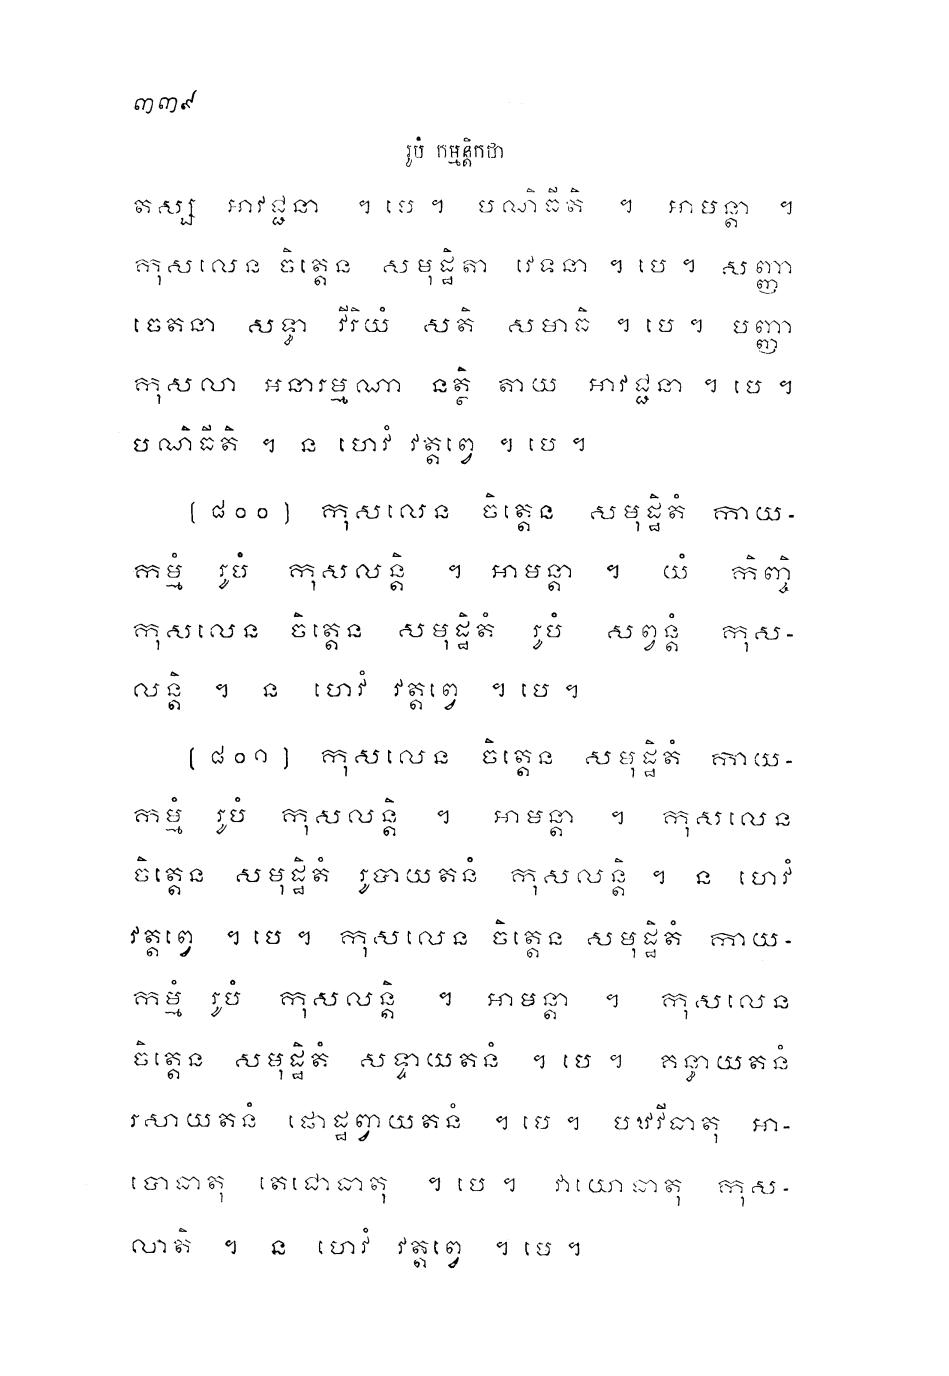 ៣៣៩
រូបំ កម្មន្តិកថា
តស្ស អាវជ្ជនា ។ បេ ។ បណិធីតិ ។ អាមន្តា ។
កុសលេន ចិត្តេន សមុដ្ឋិតា វេទនា ។ បេ ។ សញ្ញា
ចេតនា សទ្ធា វីរិយំ សតិ សមាធិ ។ បេ ។ បញ្ញា
កុសលា អនារម្មណា នត្ថិ តាយ អាវជ្ជនា ។ បេ ។
បណិធីតិ ។ ន ហេវំ វត្តព្វេ ។ បេ ។
(៨០០) កុសលេន ចិត្តេន សមុដ្ឋិតំ កាយ-
កម្មំ រូបំ កុសលន្តិ ។ អាមន្តា ។ យំ កិញ្ចិ
កុសលេន ចិត្តេន សមុដ្ឋិតំ រូបំ សព្វន្តំ កុស-
លន្តិ ។ ន ហេវំ វត្តព្វេ ។ បេ ។
(៨០១) កុសលេន ចិត្តេន សមុដ្ឋិតំ កាយ-
កម្មំ រូបំ កុសលន្តិ ។ អាមន្តា ។ កុសលេន
ចិត្តេន សមុដ្ឋិតំ រូបាយតនំ កុសលន្តិ ។ ន ហេវំ
វត្តព្វេ ។ បេ ។ កុសលេន ចិត្តេន សមុដ្ឋិតំ កាយ-
កម្មំ រូបំ កុសលន្តិ ។ អាមន្តា ។ កុសលេន
ចិត្តេន សមុដ្ឋិតំ សទ្ទាយតនំ ។ បេ ។ គន្ធាយតនំ
រសាយតនំ ផោដ្ឋព្វាយតនំ ។ បេ ។ បឋវីធាតុ អា-
បោធាតុ តេជោធាតុ ។ បេ ។ វាយោធាតុ កុស-
លាតិ ។ ន ហេវំ វត្តព្វេ ។ បេ ។